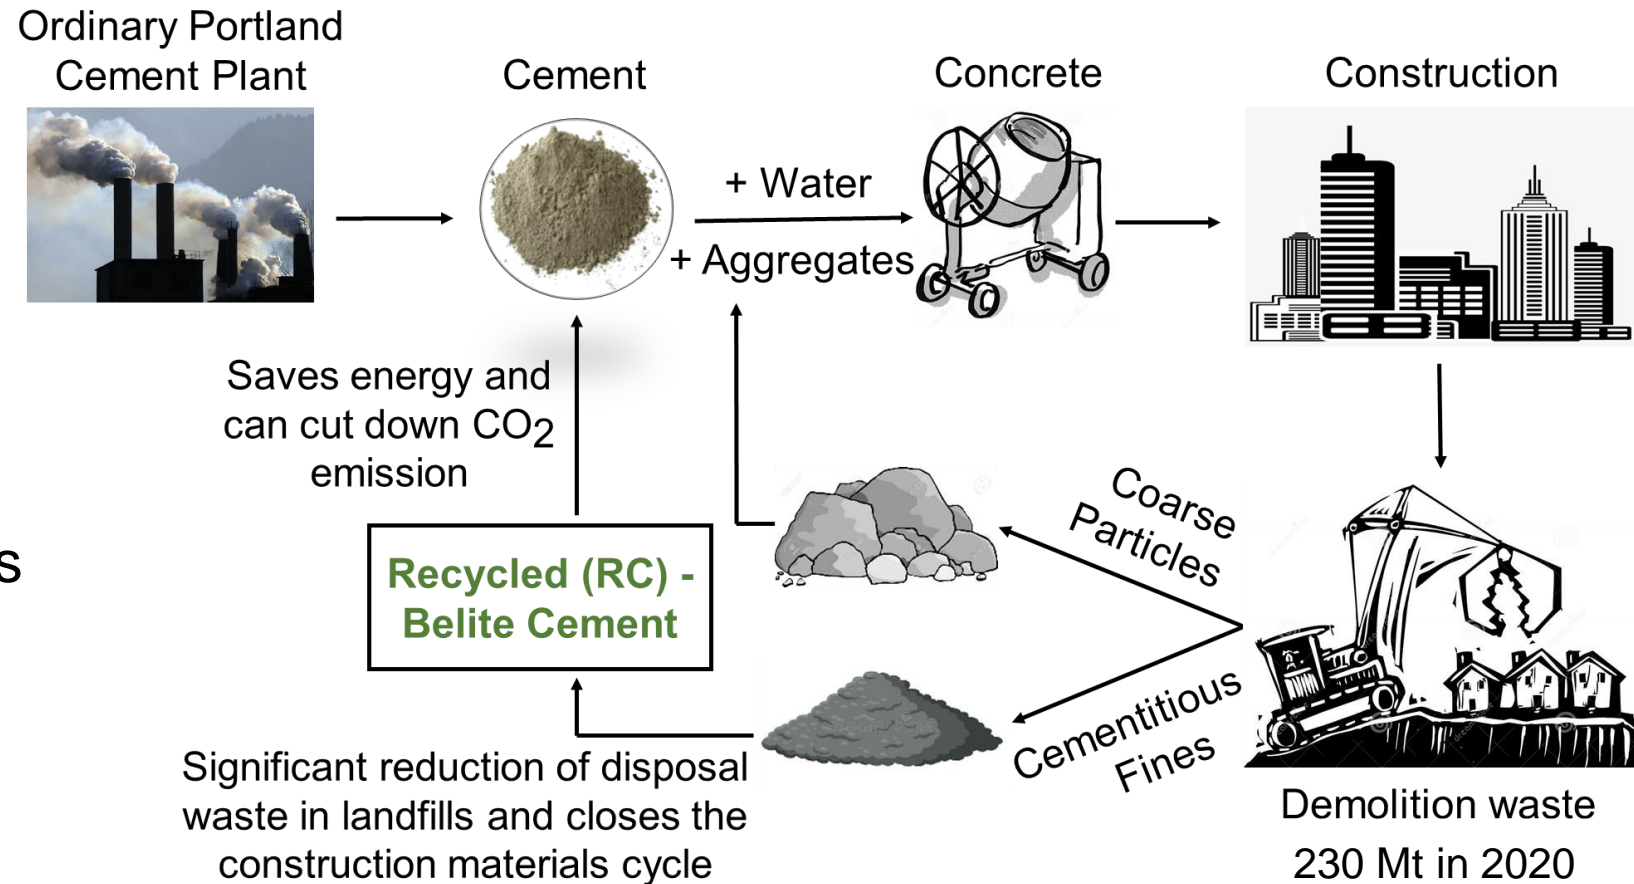 Ordinary Portland
Cement Plant
Cement
Concrete
Construction
+ Water
+ Aggregates
Saves energy and
can cut down CO2
emission
Coarse
Particles
s
Recycled (RC) -
Belite Cement
Cementitious
Fines
Significant reduction of disposal
waste in landfills and closes the
construction materials cycle
Demolition waste
230 Mt in 2020